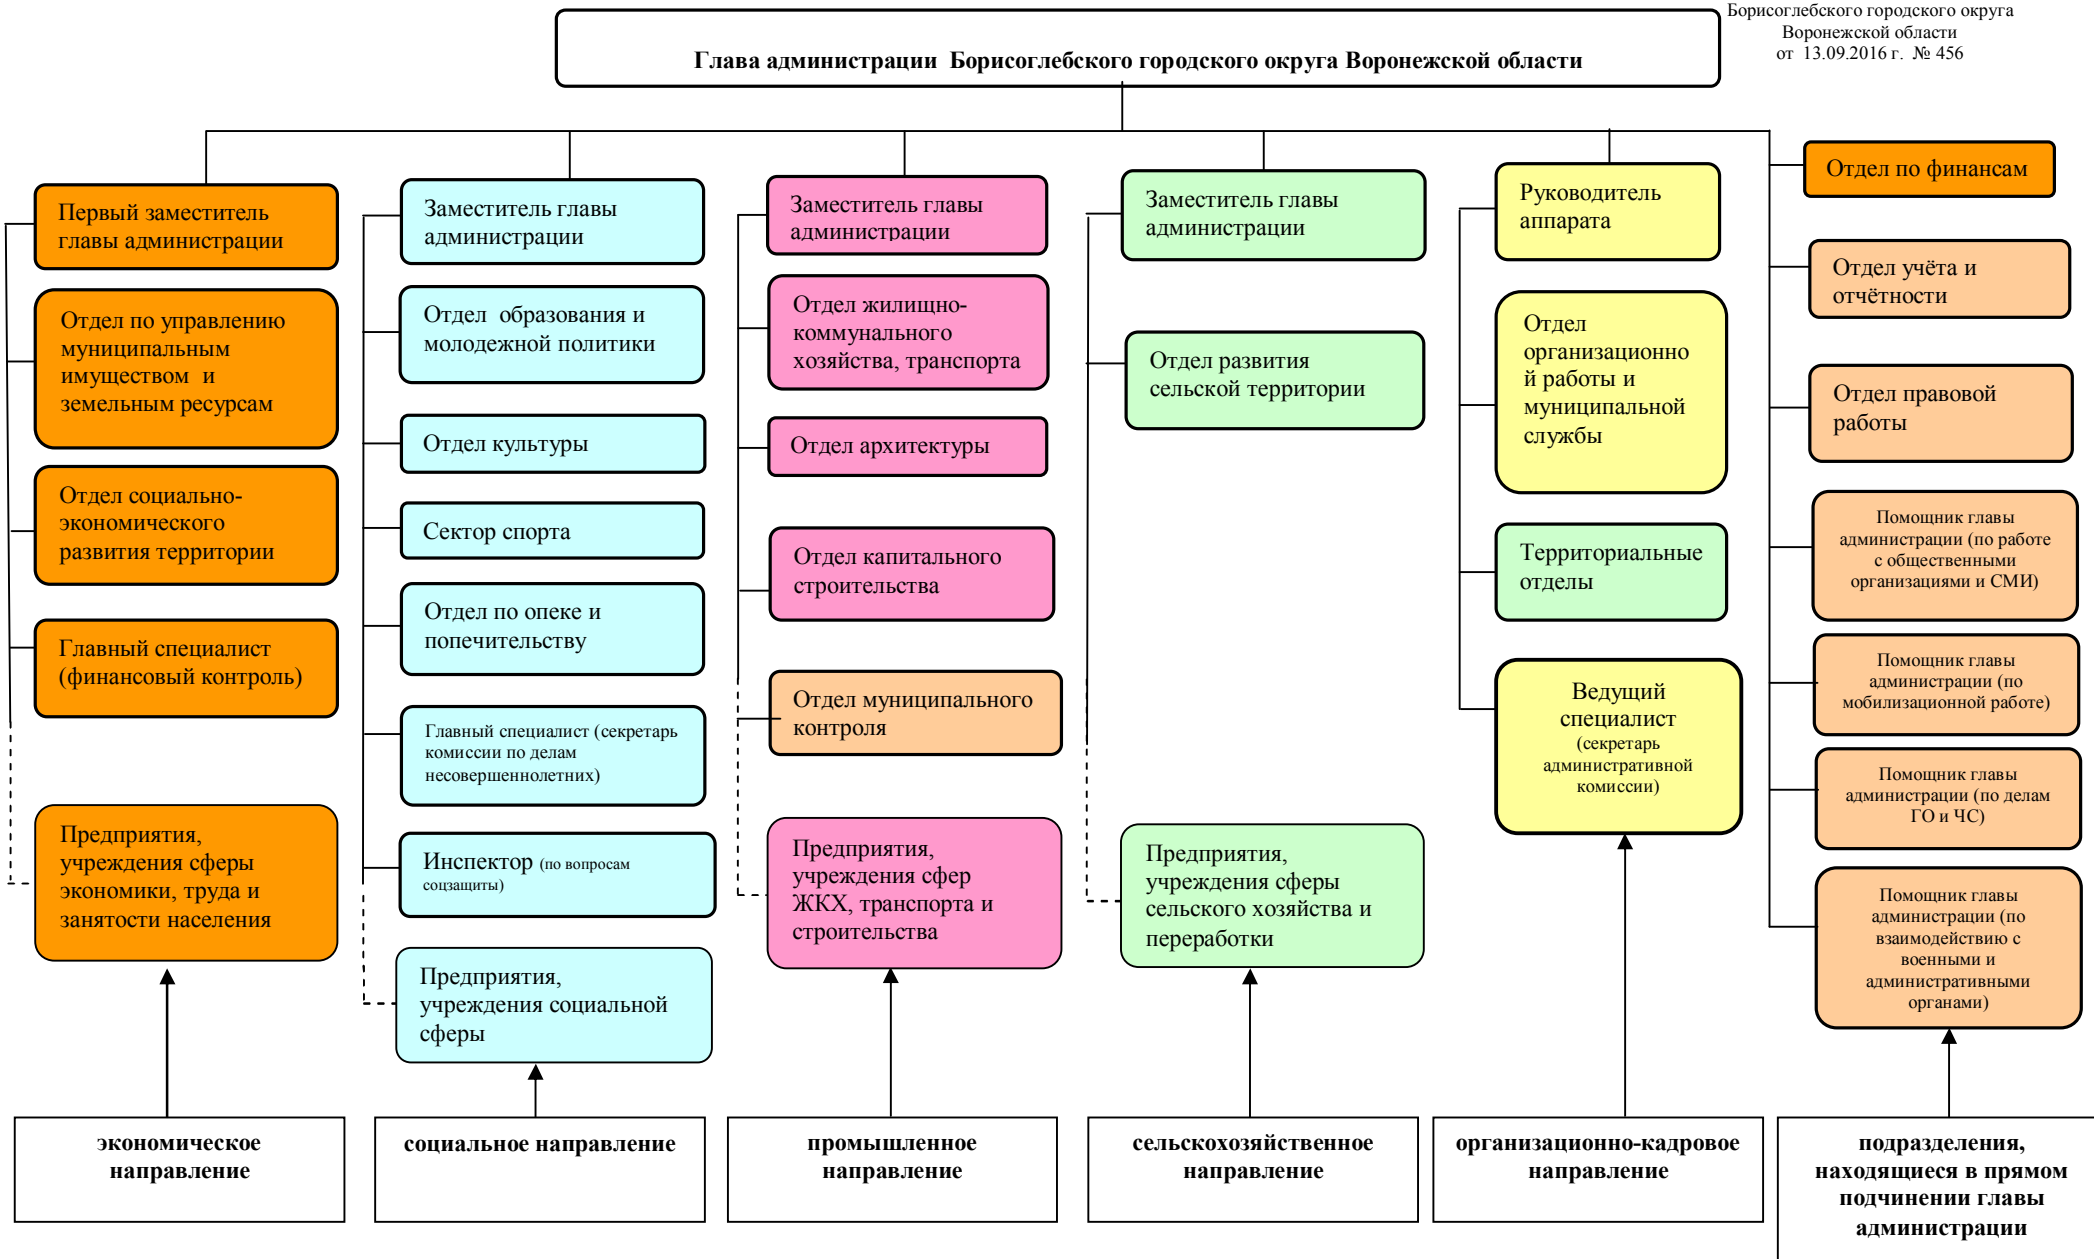 Борисоглебского городского округа
Воронежской области
от 13.09.2016 г. № 456
Глава администрации Борисоглебского городского округа Воронежской области
Первый заместитель
главы администрации
Отдел по управлению
муниципальным
имуществом и
земельным ресурсам
Отдел социально-
экономического
развития территории
Главный специалист
(финансовый контроль)
Предприятия,
учреждения сферы
экономики, труда и
занятости населения
экономическое
направление
Заместитель главы
администрации
Отдел образования и
молодежной политики
Отдел культуры
Сектор спорта
Отдел по опеке и
попечительству
Главный специалист (секретарь
комиссии по делам
несовершеннолетних)
Инспектор (по вопросам
соцзащиты)
Предприятия,
учреждения социальной
сферы
социальное направление
Заместитель главы
администрации
Отдел жилищно-
коммунального
хозяйства, транспорта
Отдел архитектуры
Отдел капитального
строительства
Отдел муниципального
контроля
Предприятия,
учреждения сфер
ЖКХ, транспорта и
строительства
промышленное
направление
Заместитель главы
администрации
Отдел развития
сельской территории
Предприятия,
учреждения сферы
сельского хозяйства и
переработки
сельскохозяйственное
направление
Руководитель
аппарата
Отдел
организационно
й работы и
муниципальной
службы
Территориальные
отделы
Ведущий
специалист
(секретарь
административной
комиссии)
организационно-кадровое
направление
Отдел по финансам
Отдел учёта и
отчётности
Отдел правовой
работы
Помощник главы
администрации (по работе
с общественными
организациями и СМИ)
Помощник главы
администрации (по
мобилизационной работе)
Помощник главы
администрации (по делам
ГО и ЧС)
Помощник главы
администрации (по
взаимодействию с
военными и
административными
органами)
подразделения,
находящиеся в прямом
подчинении главы
администрации